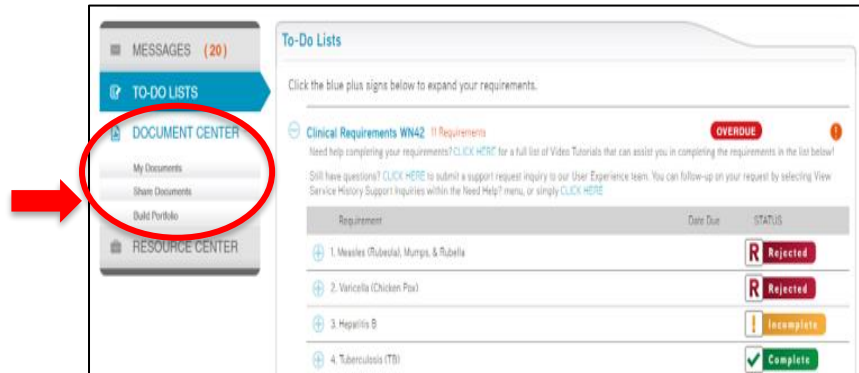 MESSAGES (20)
TO-DO LISTS
DOCUMENT CENTER
My Documents
Share Documents
Build Portfolio
RESOURCE CENTER
To-Do Lists
Click the blue plus signs below to expand your requirements.
Clinical Requirements WN42 11 Requirements OVERDUE
Need help completing your requirements? CLICK HERE for a full list of Video Tutorials that can assist you in completing the requirements in the list below!
Still have questions? CLICK HERE to submit a support request inquiry to our User Experience team. You can follow-up on your request by selecting View
Service History Support Inquiries within the Need Help? menu, or simply CLICK HERE
Requirement Date Due STATUS
1. Measles (Rubeola), Mumps, & Rubella R Rejected
2. Varicella (Chicken Pox) R Rejected
3. Hepatitis B ! Incomplete
4. Tuberculosis (TB) Complete